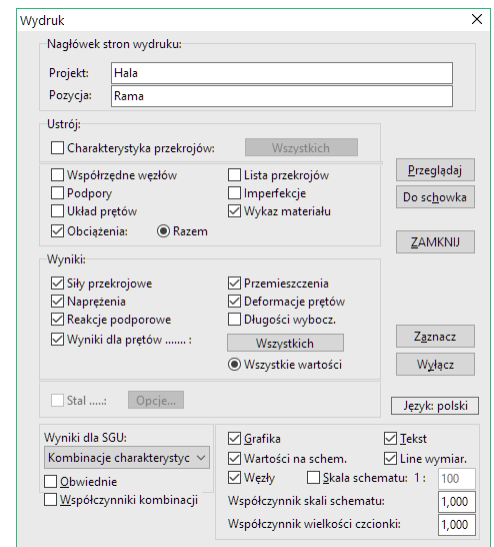 Wydruk
Nagłówek stron wydruku:
Projekt: Hala
Pozycja: Rama
Ustrój:
Charakterystyka przekrojów: Wszystkich
Współrzędne węzłów Lista przekrojów
Podpory Imperfekcje
Układ prętów Wykaz materiału
Obciążenia: Razem
Przeglądaj
Do schowka
ZAMKNIJ
Wyniki:
Siły przekrojowe Przemieszczenia
Naprężenia Deformacje prętów
Reakcje podporowe Długości wybocz.
Wyniki dla prętów ....... : Wszystkich
Wszystkie wartości
Zaznacz
Wyłącz
Stal .....: Opcje...
Język: polski
Wyniki dla SGU:
Kombinacje charakterystyc
Obwiednie
Współczynniki kombinacji
Grafika Tekst
Wartości na schem. Line wymiar.
Węzły Skala schematu: 1 : 100
Współczynnik skali schematu: 1,000
Współczynnik wielkości czcionki: 1,000